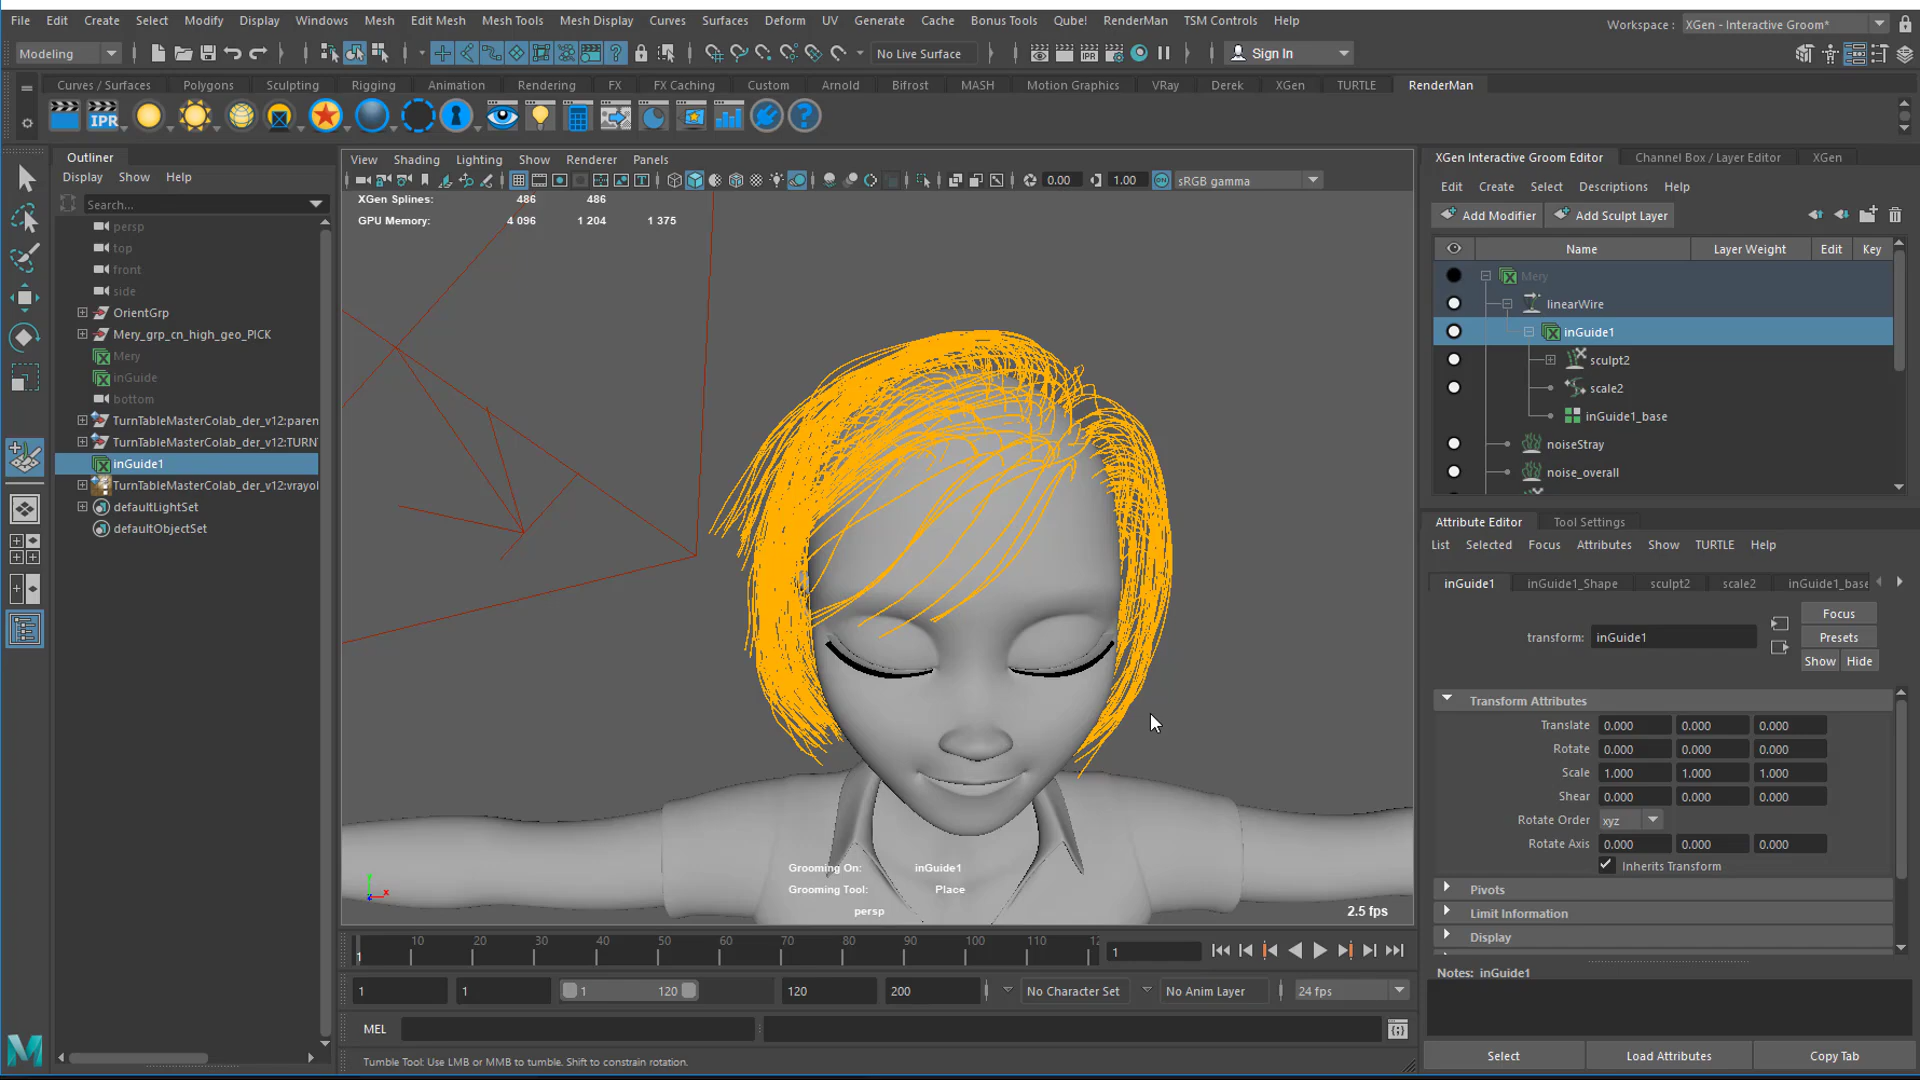 File Edit Create Select Modify Display Windows Mesh Edit Mesh Mesh Tools Mesh Display Curves Surfaces Deform UV Generate Cache Bonus Tools Qube! RenderMan TSM Controls Help
Workspace : XGen - Interactive Groom*
Modeling
No Live Surface
Sign In
Curves / Surfaces Polygons Sculpting Rigging Animation Rendering FX FX Caching Custom Arnold Bifrost MASH Motion Graphics VRay Derek XGen TURTLE RenderMan
IPR
Outliner
Display Show Help
Search...
persp
top
front
side
OrientGrp
Mery_grp_cn_high_geo_PICK
Mery
inGuide
bottom
TurnTableMasterColab_der_v12:paren
TurnTableMasterColab_der_v12:TURN
inGuide1
TurnTableMasterColab_der_v12:vrayol
defaultLightSet
defaultObjectSet
View Shading Lighting Show Renderer Panels
0.00 1.00 sRGB gamma
XGen Splines: 486 486
GPU Memory: 4 096 1 204 1 375
Grooming On: inGuide1
Grooming Tool: Place
persp
2.5 fps
XGen Interactive Groom Editor Channel Box / Layer Editor XGen
Edit Create Select Descriptions Help
Add Modifier Add Sculpt Layer
Name Layer Weight Edit Key
Mery
linearWire
inGuide1
sculpt2
scale2
inGuide1_base
noiseStray
noise_overall
Attribute Editor Tool Settings
List Selected Focus Attributes Show TURTLE Help
inGuide1 inGuide1_Shape sculpt2 scale2 inGuide1_base
Focus
transform: inGuide1
Presets
Show Hide
Transform Attributes
Translate 0.000 0.000 0.000
Rotate 0.000 0.000 0.000
Scale 1.000 1.000 1.000
Shear 0.000 0.000 0.000
Rotate Order xyz
Rotate Axis 0.000 0.000 0.000
Inherits Transform
Pivots
Limit Information
Display
Notes: inGuide1
Select Load Attributes Copy Tab
1 10 20 30 40 50 60 70 80 90 100 110 12
1
1 1 1 120 120 200 No Character Set No Anim Layer 24 fps
MEL
Tumble Tool: Use LMB or MMB to tumble. Shift to constrain rotation.